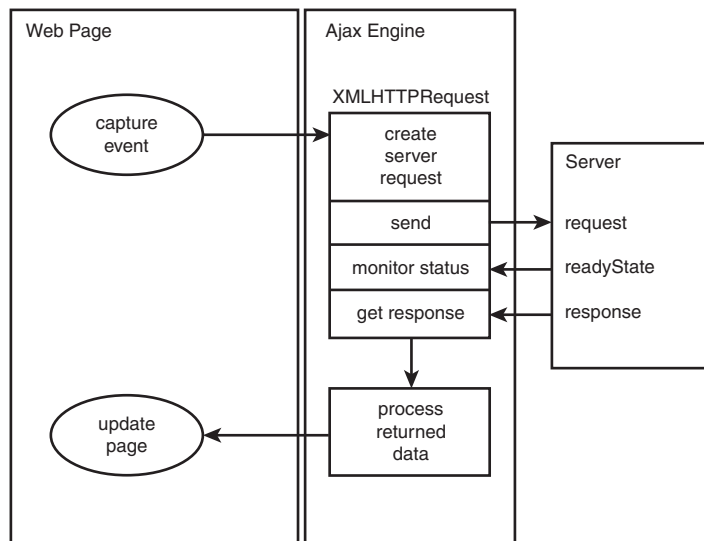 Web Page
Ajax Engine
XMLHTTPRequest
capture
event
create
server
request
Server
send
request
monitor status
readyState
get response
response
update
page
process
returned
data